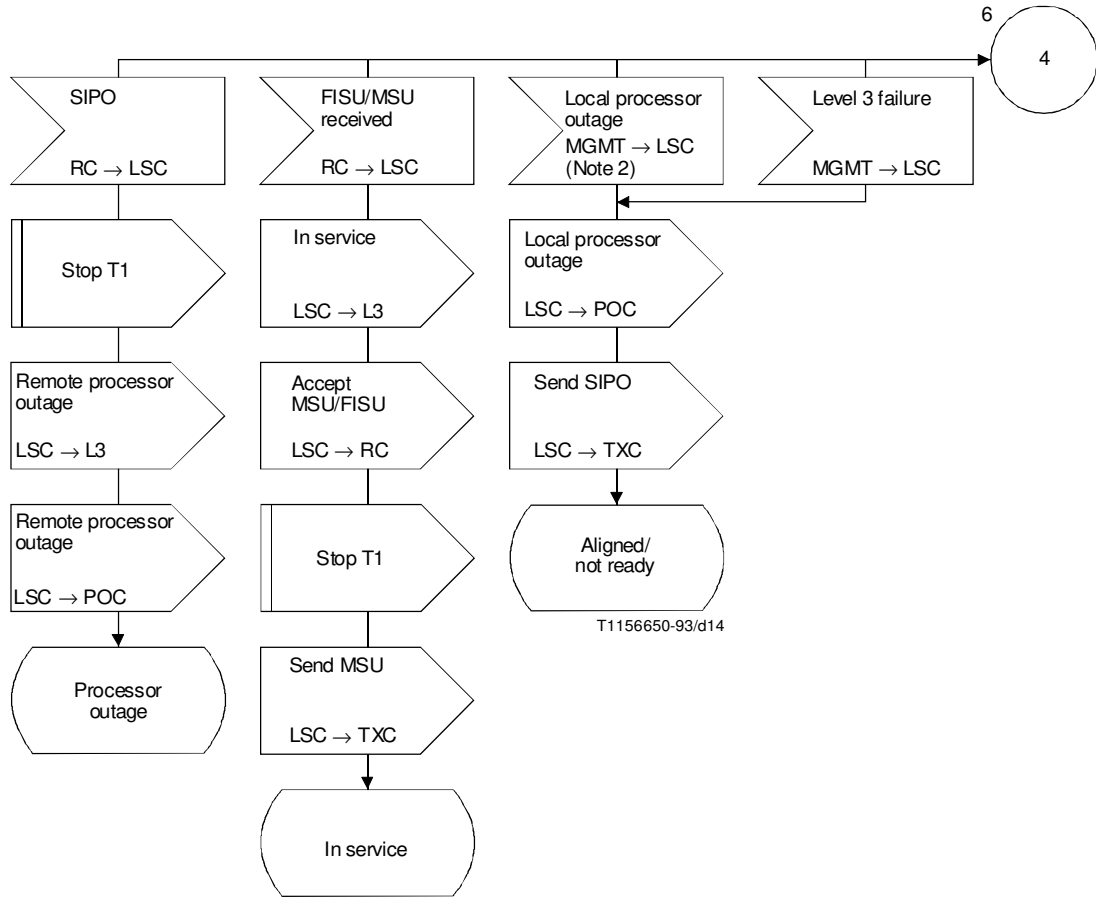 6
4
SIPO
RC → LSC
Stop T1
Remote processor
outage
LSC → L3
Remote processor
outage
LSC → POC
Processor
outage
FISU/MSU
received
RC → LSC
In service
LSC → L3
Accept
MSU/FISU
LSC → RC
Stop T1
Send MSU
LSC → TXC
In service
Local processor
outage
MGMT → LSC
(Note 2)
Local processor
outage
LSC → POC
Send SIPO
LSC → TXC
Aligned/
not ready
T1156650-93/d14
Level 3 failure
MGMT → LSC